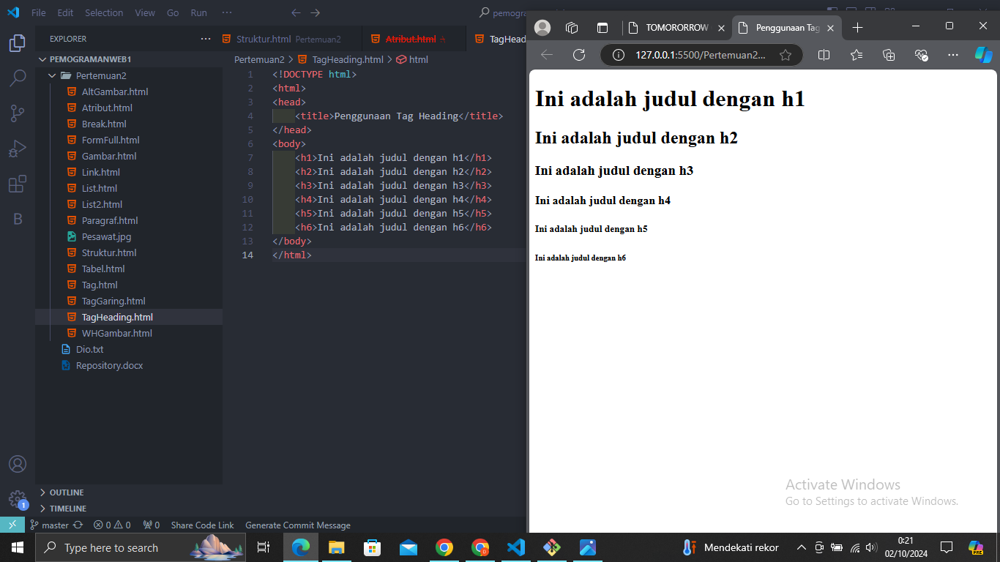 File Edit Selection View Go Run ···
EXPLORER
PEMOGRAMANWEB1
Pertemuan2
AltGambar.html
Atribut.html
Break.html
FormFull.html
Gambar.html
Link.html
List.html
List2.html
Paragraf.html
Pesawat.jpg
Struktur.html
Tabel.html
Tag.html
TagGaring.html
TagHeading.html
WHGambar.html
Dio.txt
Repository.docx
OUTLINE
TIMELINE
Struktur.html Pertemuan2
Atribut.html
TagHead
Pertemuan2 > TagHeading.html > html
1 <!DOCTYPE html>
2 <html>
3 <head>
4 <title>Penggunaan Tag Heading</title>
5 </head>
6 <body>
7 <h1>Ini adalah judul dengan h1</h1>
8 <h2>Ini adalah judul dengan h2</h2>
9 <h3>Ini adalah judul dengan h3</h3>
10 <h4>Ini adalah judul dengan h4</h4>
11 <h5>Ini adalah judul dengan h5</h5>
12 <h6>Ini adalah judul dengan h6</h6>
13 </body>
14 </html>
TOMORORROW
Penggunaan Tag
127.0.0.1:5500/Pertemuan2...
Ini adalah judul dengan h1
Ini adalah judul dengan h2
Ini adalah judul dengan h3
Ini adalah judul dengan h4
Ini adalah judul dengan h5
Ini adalah judul dengan h6
Activate Windows
Go to Settings to activate Windows.
1
master 0 0 0 Share Code Link Generate Commit Message
Type here to search
Mendekati rekor
0:21
02/10/2024
PRE